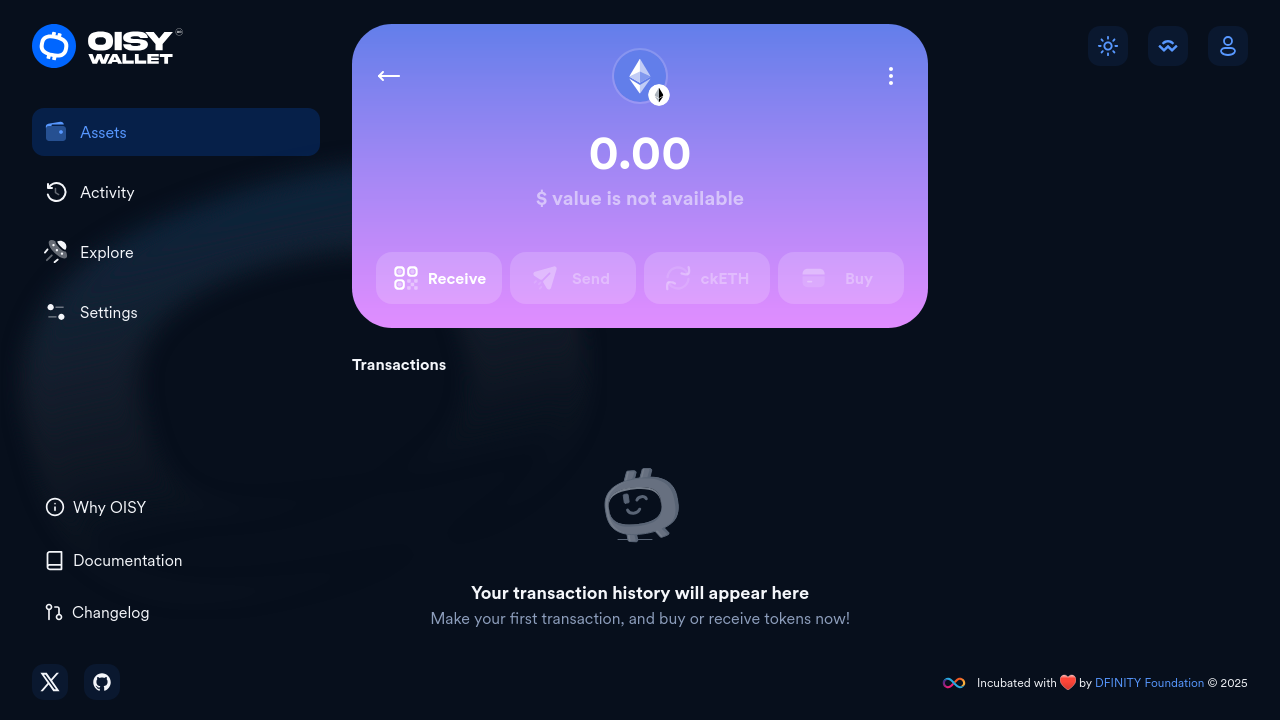 OISY
WALLET
Assets
Activity
Explore
Settings
Why OISY
Documentation
Changelog
0.00
$ value is not available
Receive
Send
ckETH
Buy
Transactions
Your transaction history will appear here
Make your first transaction, and buy or receive tokens now!
Incubated with ❤️ by DFINITY Foundation © 2025